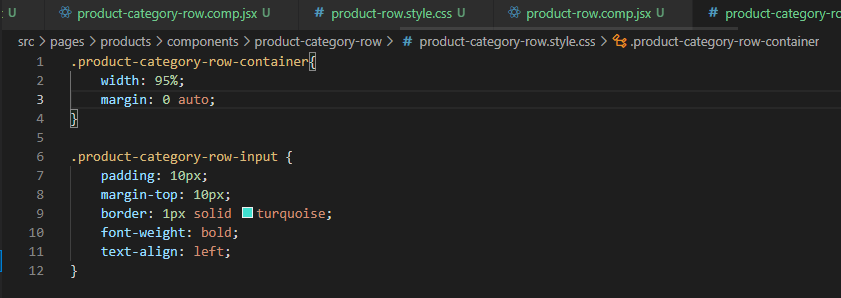 U product-category-row.comp.jsx U # product-row.style.css U product-row.comp.jsx U # product-category-ro
src > pages > products > components > product-category-row > # product-category-row.style.css > .product-category-row-container
1 .product-category-row-container{
2 width: 95%;
3 margin: 0 auto;
4 }
5
6 .product-category-row-input {
7 padding: 10px;
8 margin-top: 10px;
9 border: 1px solid turquoise;
10 font-weight: bold;
11 text-align: left;
12 }